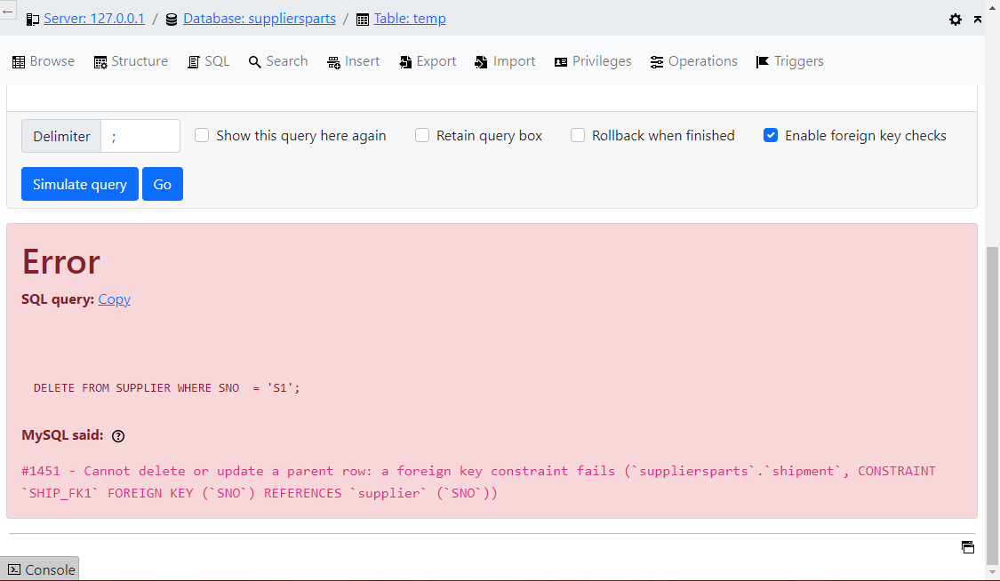 ←
Server: 127.0.0.1 / Database: suppliersparts / Table: temp
Browse Structure SQL Search Insert Export Import Privileges Operations Triggers
Delimiter ; Show this query here again Retain query box Rollback when finished Enable foreign key checks
Simulate query Go
Error
SQL query: Copy
DELETE FROM SUPPLIER WHERE SNO  = 'S1';
MySQL said:
#1451 - Cannot delete or update a parent row: a foreign key constraint fails (`suppliersparts`.`shipment`, CONSTRAINT
`SHIP_FK1` FOREIGN KEY (`SNO`) REFERENCES `supplier` (`SNO`))
Console